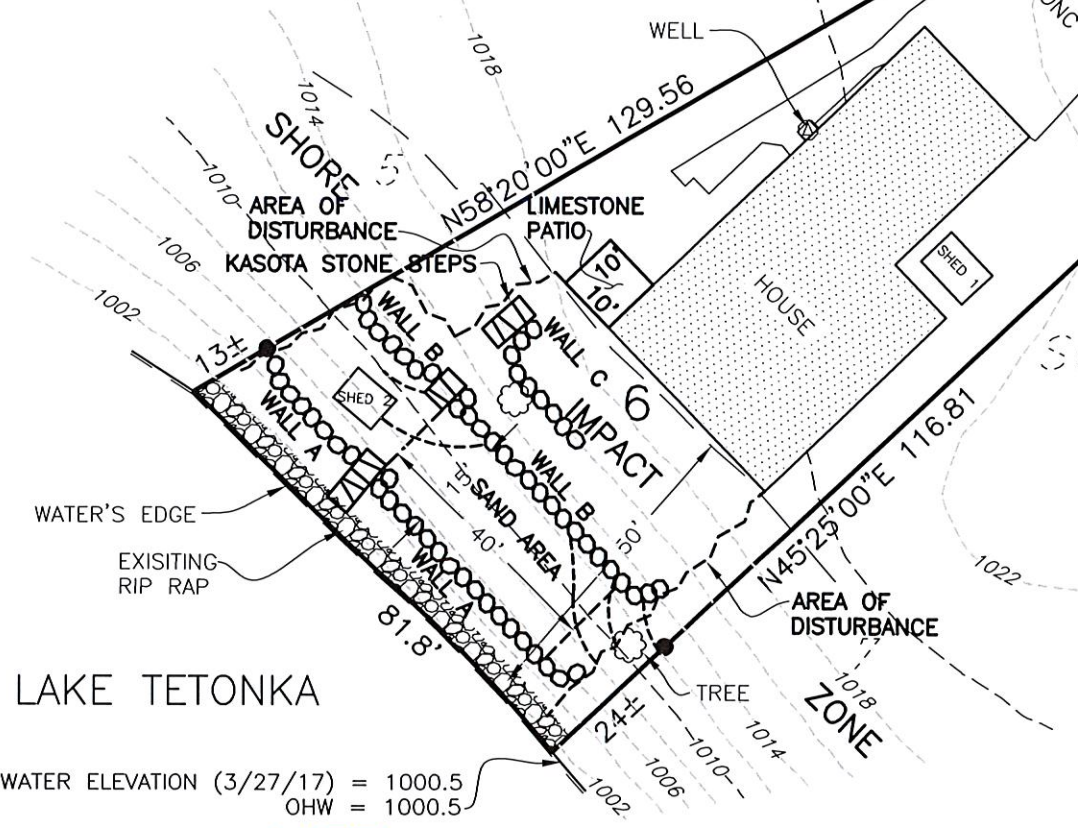 CONC
WELL
1018
1014
SHORE
5
N58°20'00"E 129.56
1010
AREA OF
DISTURBANCE
LIMESTONE
PATIO
KASOTA STONE STEPS
10'
10'
SHED 1
1006
HOUSE
1002
WALL B
WALL C
6
IMPACT
13±
SHED 2
WALL A
WALL B
S
15'
SAND AREA
40'
50'
N45°25'00"E 116.81
WATER'S EDGE
EXISITING
RIP RAP
WALL A
1022
AREA OF
DISTURBANCE
81.8'
TREE
24±
1018
ZONE
1014
1010
1006
1002
LAKE TETONKA
WATER ELEVATION (3/27/17) = 1000.5
OHW = 1000.5